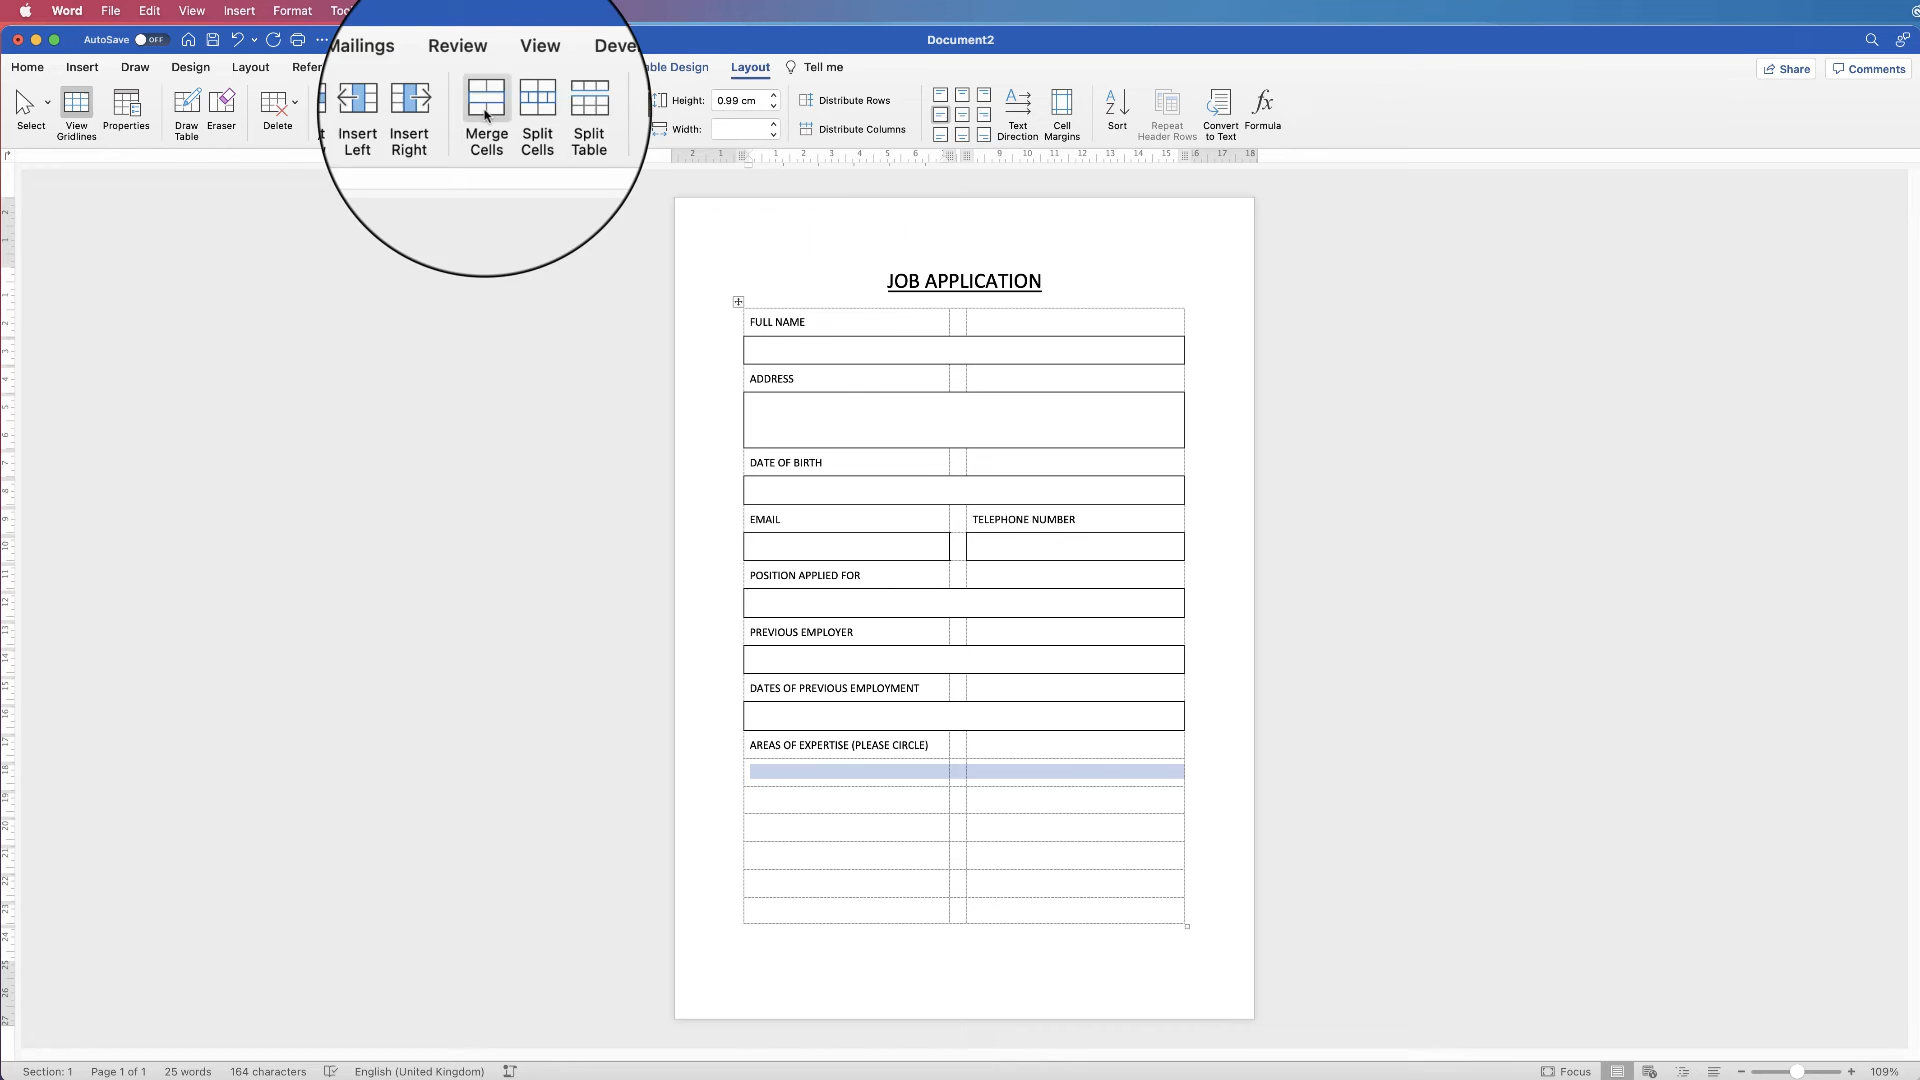 Word File Edit View Insert Format
AutoSave OFF
Document2
Home Insert Draw Design Layout
Mailings Review View
Table Design Layout Tell me
Share Comments
Select
View Gridlines
Properties
Draw Table
Eraser
Delete
Insert Left
Insert Right
Merge Cells
Split Cells
Split Table
Height: 0.99 cm
Width:
Distribute Rows
Distribute Columns
Text Direction
Cell Margins
Sort
Repeat Header Rows
Convert to Text
Formula
JOB APPLICATION
FULL NAME
ADDRESS
DATE OF BIRTH
EMAIL TELEPHONE NUMBER
POSITION APPLIED FOR
PREVIOUS EMPLOYER
DATES OF PREVIOUS EMPLOYMENT
AREAS OF EXPERTISE (PLEASE CIRCLE)
Section: 1 Page 1 of 1 25 words 164 characters English (United Kingdom) Focus 109%